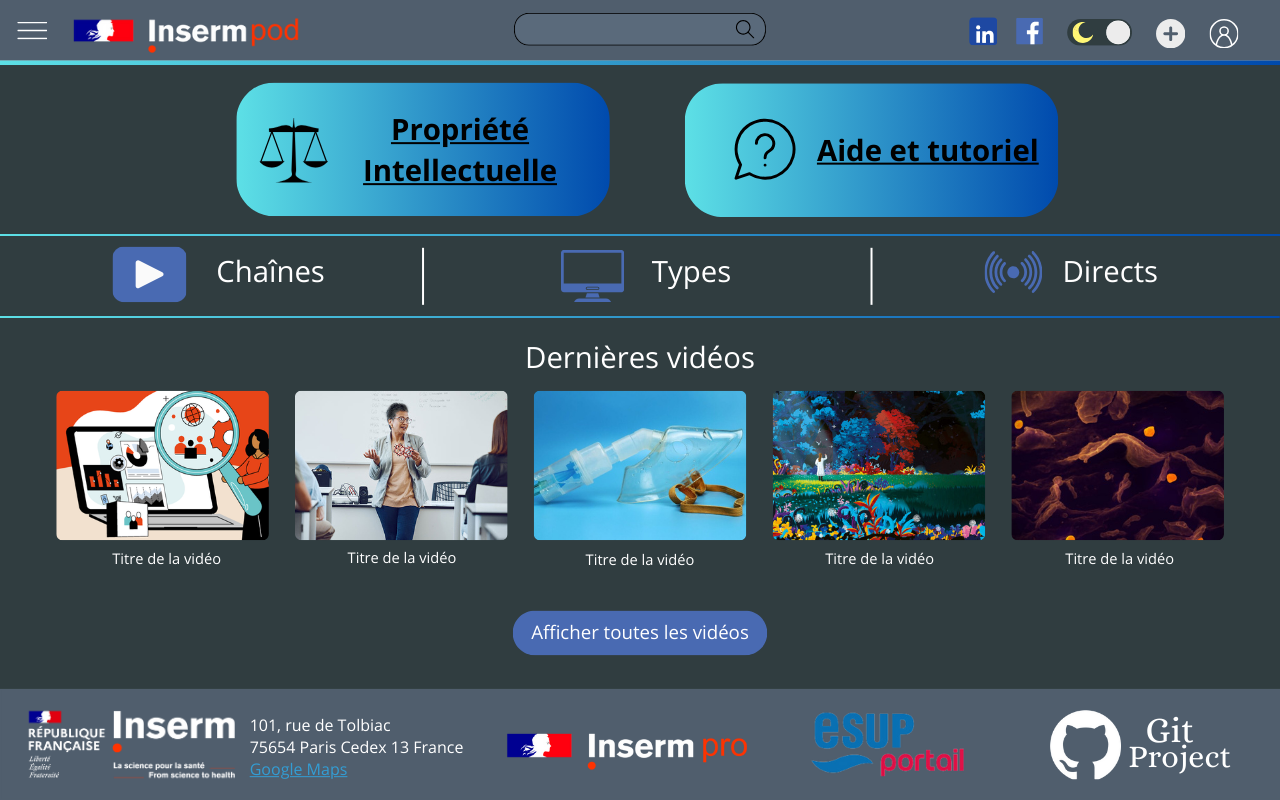 Inserm pod
in
f
Propriété
Intellectuelle
Aide et tutoriel
Chaînes
Types
Directs
Dernières vidéos
Titre de la vidéo
Titre de la vidéo
Titre de la vidéo
Titre de la vidéo
Titre de la vidéo
Afficher toutes les vidéos
RÉPUBLIQUE
FRANÇAISE
Liberté
Égalité
Fraternité
Inserm
La science pour la santé
From science to health
101, rue de Tolbiac
75654 Paris Cedex 13 France
Google Maps
Inserm pro
esup
portail
Git
Project